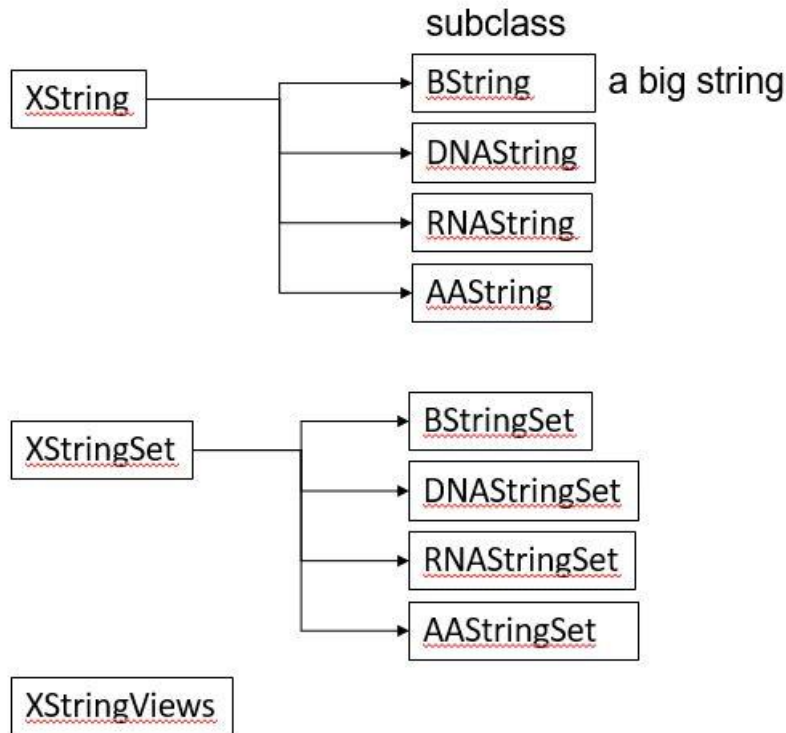 subclass
XString
BString
a big string
DNAString
RNAString
AAString
XStringSet
BStringSet
DNAStringSet
RNAStringSet
AAStringSet
XStringViews